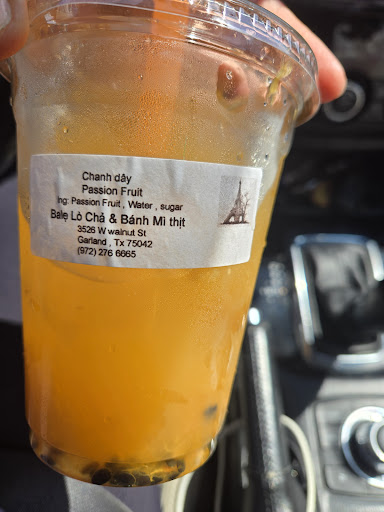 Chanh dây
Passion Fruit
Ing: Passion Fruit , Water , sugar
Balẹ Lò Chả & Bánh Mì thịt
3526 W walnut St
Garland , Tx 75042
(972) 276 6665